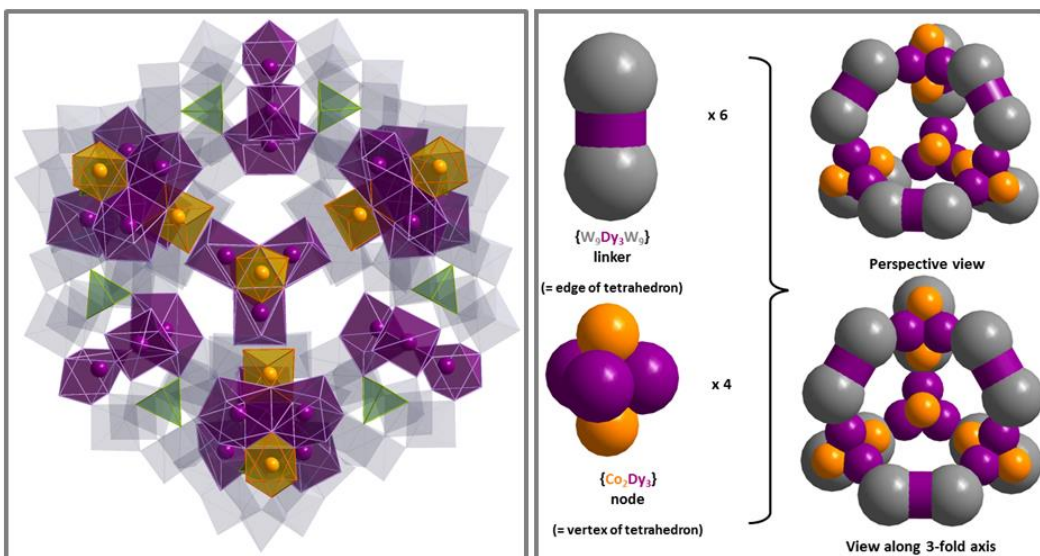 x 6
{W₉Dy₃W₉}
linker
(= edge of tetrahedron)
Perspective view
x 4
{Co₂Dy₃}
node
(= vertex of tetrahedron)
View along 3-fold axis